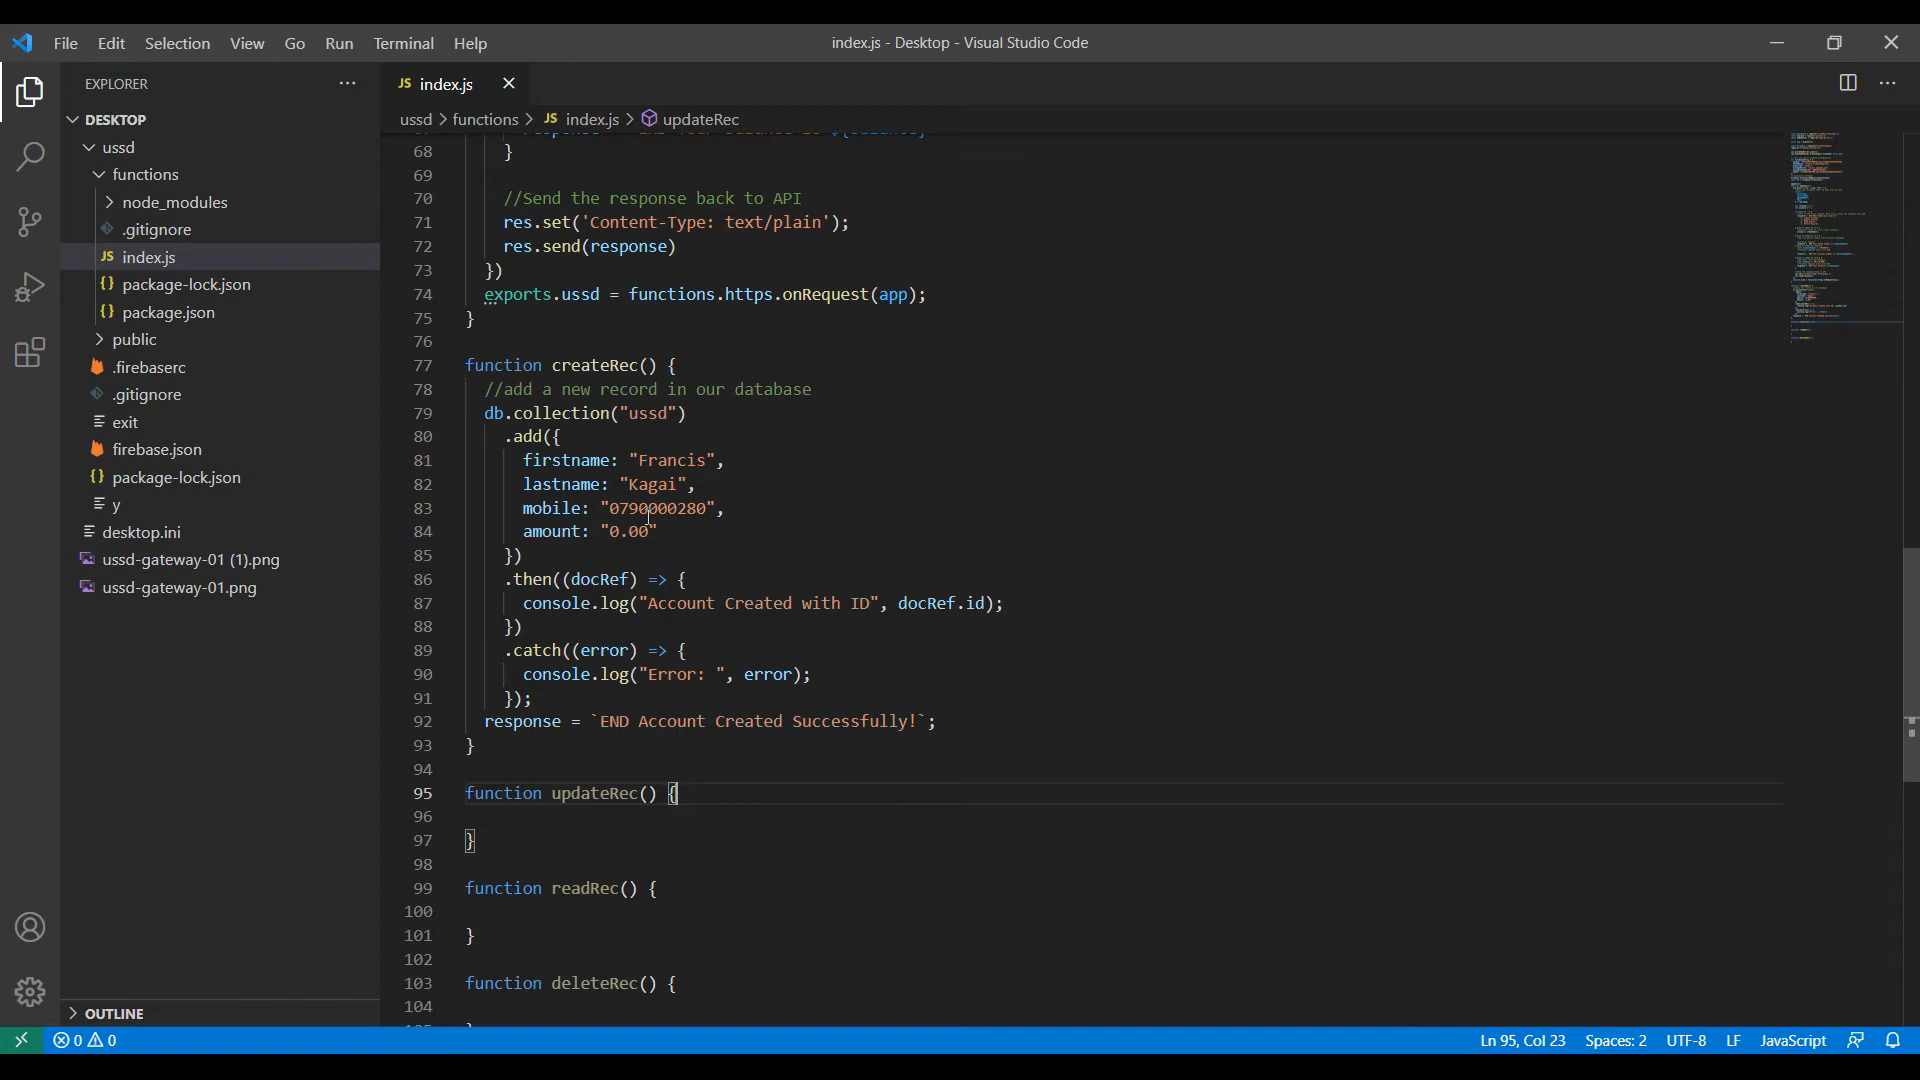 File Edit Selection View Go Run Terminal Help
index.js - Desktop - Visual Studio Code
EXPLORER
DESKTOP
ussd
functions
node_modules
.gitignore
JS index.js
{} package-lock.json
{} package.json
public
.firebaserc
.gitignore
exit
firebase.json
{} package-lock.json
y
desktop.ini
ussd-gateway-01 (1).png
ussd-gateway-01.png
OUTLINE
JS index.js
ussd > functions > JS index.js > updateRec
68 }
69
70 //Send the response back to API
71 res.set('Content-Type: text/plain');
72 res.send(response)
73 })
74 exports.ussd = functions.https.onRequest(app);
75 }
76
77 function createRec() {
78 //add a new record in our database
79 db.collection("ussd")
80 .add({
81 firstname: "Francis",
82 lastname: "Kagai",
83 mobile: "0790000280",
84 amount: "0.00"
85 })
86 .then((docRef) => {
87 console.log("Account Created with ID", docRef.id);
88 })
89 .catch((error) => {
90 console.log("Error: ", error);
91 });
92 response = `END Account Created Successfully!`;
93 }
94
95 function updateRec() {
96
97 }
98
99 function readRec() {
100
101 }
102
103 function deleteRec() {
104
0 0
Ln 95, Col 23 Spaces: 2 UTF-8 LF JavaScript